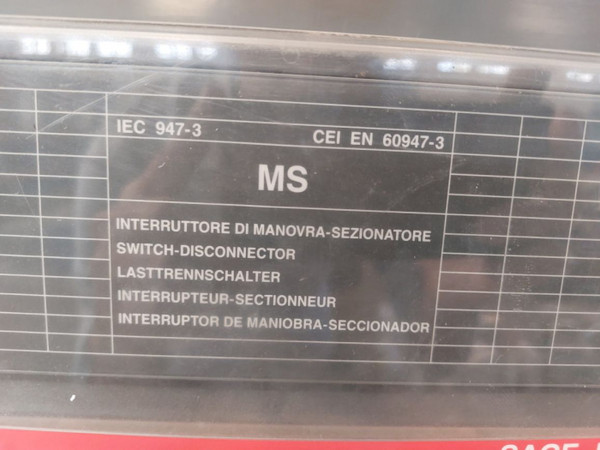 IEC 947-3 CEI EN 60947-3
MS
INTERRUTTORE DI MANOVRA-SEZIONATORE
SWITCH-DISCONNECTOR
LASTTRENNSCHALTER
INTERRUPTEUR-SECTIONNEUR
INTERRUPTOR DE MANIOBRA-SECCIONADOR